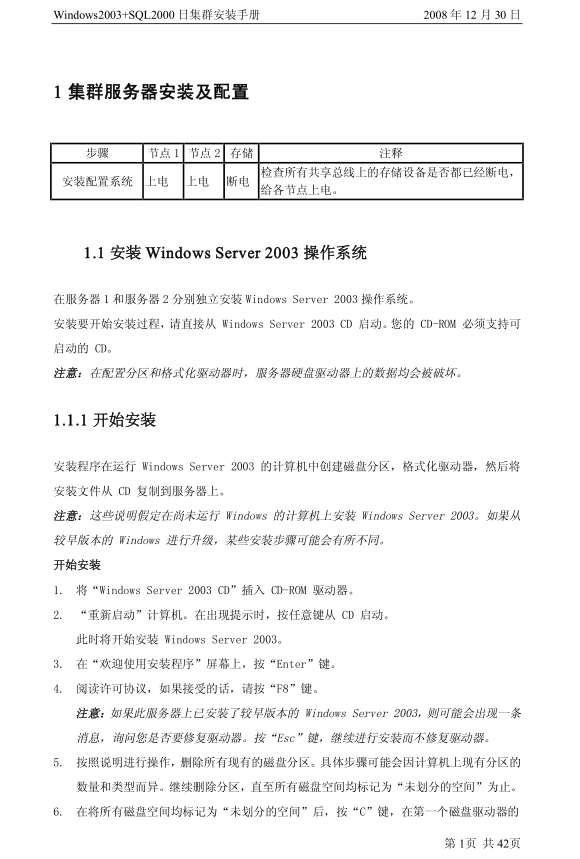 Windows2003+SQL2000 日集群安装手册 2008 年 12 月 30 日
1 集群服务器安装及配置
步骤 节点 1 节点 2 存储 注释
安装配置系统 上电 上电 断电 检查所有共享总线上的存储设备是否都已经断电，
给各节点上电。
1.1 安装 Windows Server 2003 操作系统
在服务器 1 和服务器 2 分别独立安装 Windows Server 2003 操作系统。
安装要开始安装过程，请直接从 Windows Server 2003 CD 启动。您的 CD-ROM 必须支持可
启动的 CD。
注意：在配置分区和格式化驱动器时，服务器硬盘驱动器上的数据均会被破坏。
1.1.1 开始安装
安装程序在运行 Windows Server 2003 的计算机中创建磁盘分区，格式化驱动器，然后将
安装文件从 CD 复制到服务器上。
注意：这些说明假定在尚未运行 Windows 的计算机上安装 Windows Server 2003。如果从
较早版本的 Windows 进行升级，某些安装步骤可能会有所不同。
开始安装
1. 将“Windows Server 2003 CD”插入 CD-ROM 驱动器。
2. “重新启动”计算机。在出现提示时，按任意键从 CD 启动。
此时将开始安装 Windows Server 2003。
3. 在“欢迎使用安装程序”屏幕上，按“Enter”键。
4. 阅读许可协议，如果接受的话，请按“F8”键。
注意：如果此服务器上已安装了较早版本的 Windows Server 2003，则可能会出现一条
消息，询问您是否要修复驱动器。按“Esc”键，继续进行安装而不修复驱动器。
5. 按照说明进行操作，删除所有现有的磁盘分区。具体步骤可能会因计算机上现有分区的
数量和类型而异。继续删除分区，直至所有磁盘空间均标记为“未划分的空间”为止。
6. 在将所有磁盘空间均标记为“未划分的空间”后，按“C”键，在第一个磁盘驱动器的
第 1页 共 42页